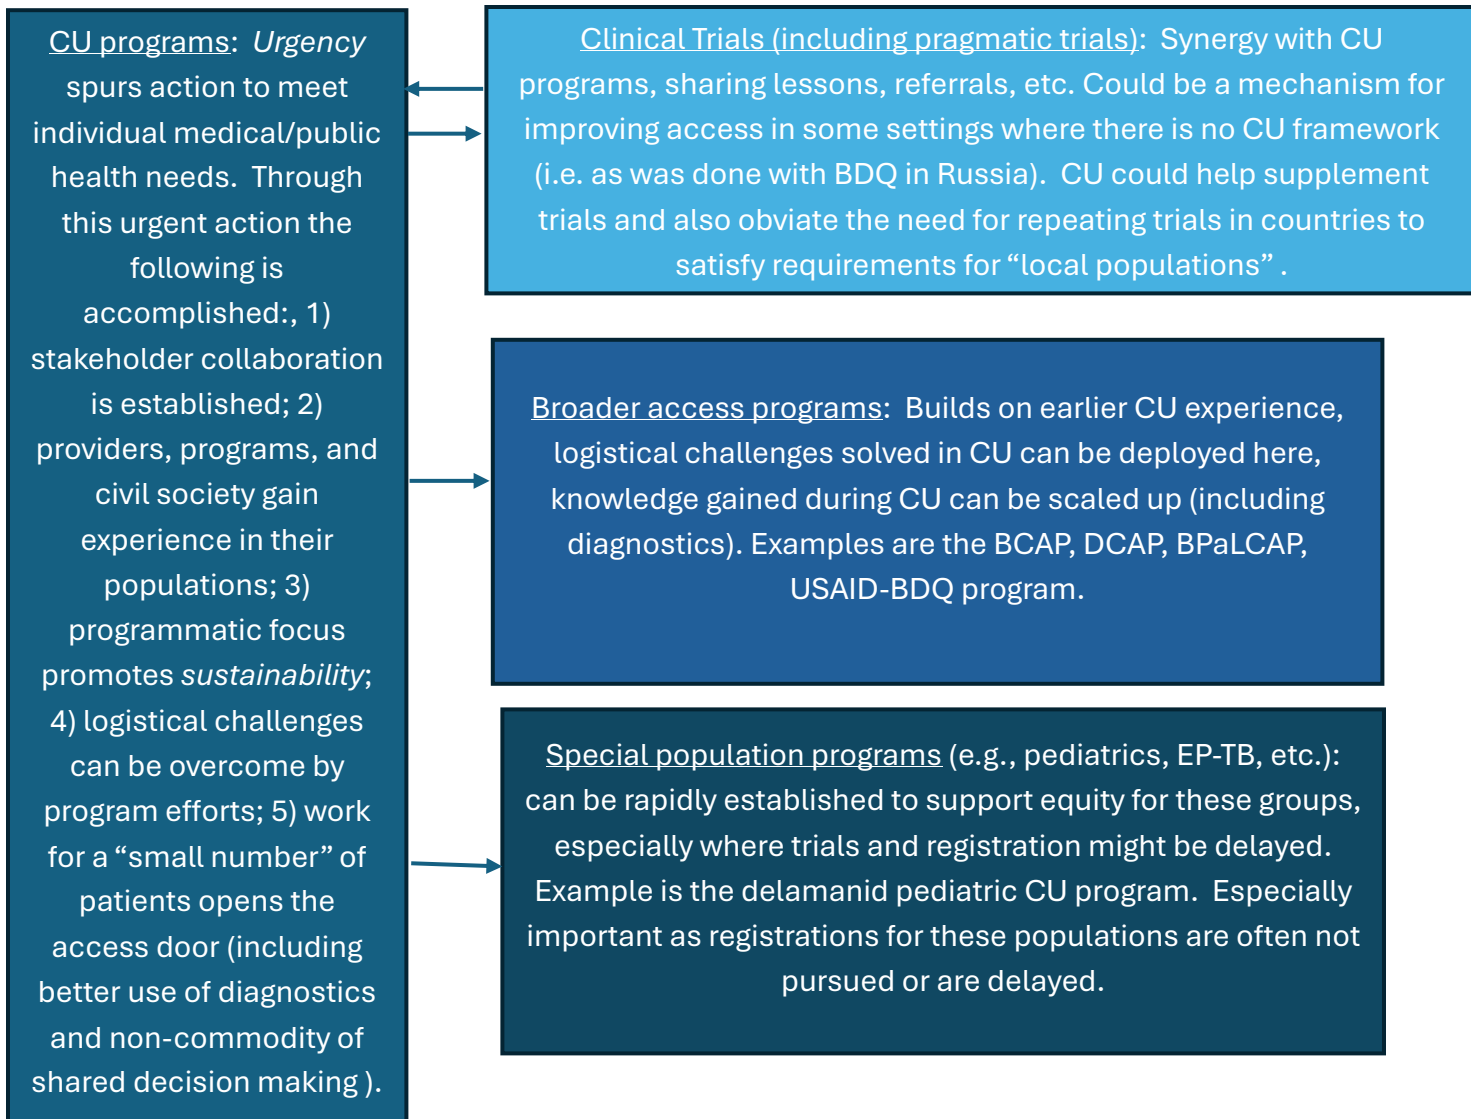 CU programs: Urgency
spurs action to meet
individual medical/public
health needs. Through
this urgent action the
following is
accomplished:, 1)
stakeholder collaboration
is established; 2)
providers, programs, and
civil society gain
experience in their
populations; 3)
programmatic focus
promotes sustainability;
4) logistical challenges
can be overcome by
program efforts; 5) work
for a “small number” of
patients opens the
access door (including
better use of diagnostics
and non-commodity of
shared decision making ).
Clinical Trials (including pragmatic trials): Synergy with CU
programs, sharing lessons, referrals, etc. Could be a mechanism for
improving access in some settings where there is no CU framework
(i.e. as was done with BDQ in Russia). CU could help supplement
trials and also obviate the need for repeating trials in countries to
satisfy requirements for “local populations” .
Broader access programs: Builds on earlier CU experience,
logistical challenges solved in CU can be deployed here,
knowledge gained during CU can be scaled up (including
diagnostics). Examples are the BCAP, DCAP, BPaLCAP,
USAID-BDQ program.
Special population programs (e.g., pediatrics, EP-TB, etc.):
can be rapidly established to support equity for these groups,
especially where trials and registration might be delayed.
Example is the delamanid pediatric CU program. Especially
important as registrations for these populations are often not
pursued or are delayed.